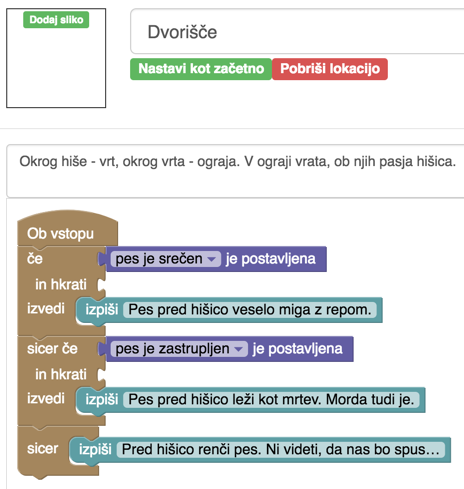 Dodaj sliko
Dvorišče
Nastavi kot začetno Pobriši lokacijo
Okrog hiše - vrt, okrog vrta - ograja. V ograji vrata, ob njih pasja hišica.
Ob vstopu
če pes je srečen je postavljena
in hkrati
izvedi izpiši Pes pred hišico veselo miga z repom.
sicer če pes je zastrupljen je postavljena
in hkrati
izvedi izpiši Pes pred hišico leži kot mrtev. Morda tudi je.
sicer izpiši Pred hišico renči pes. Ni videti, da nas bo spus…